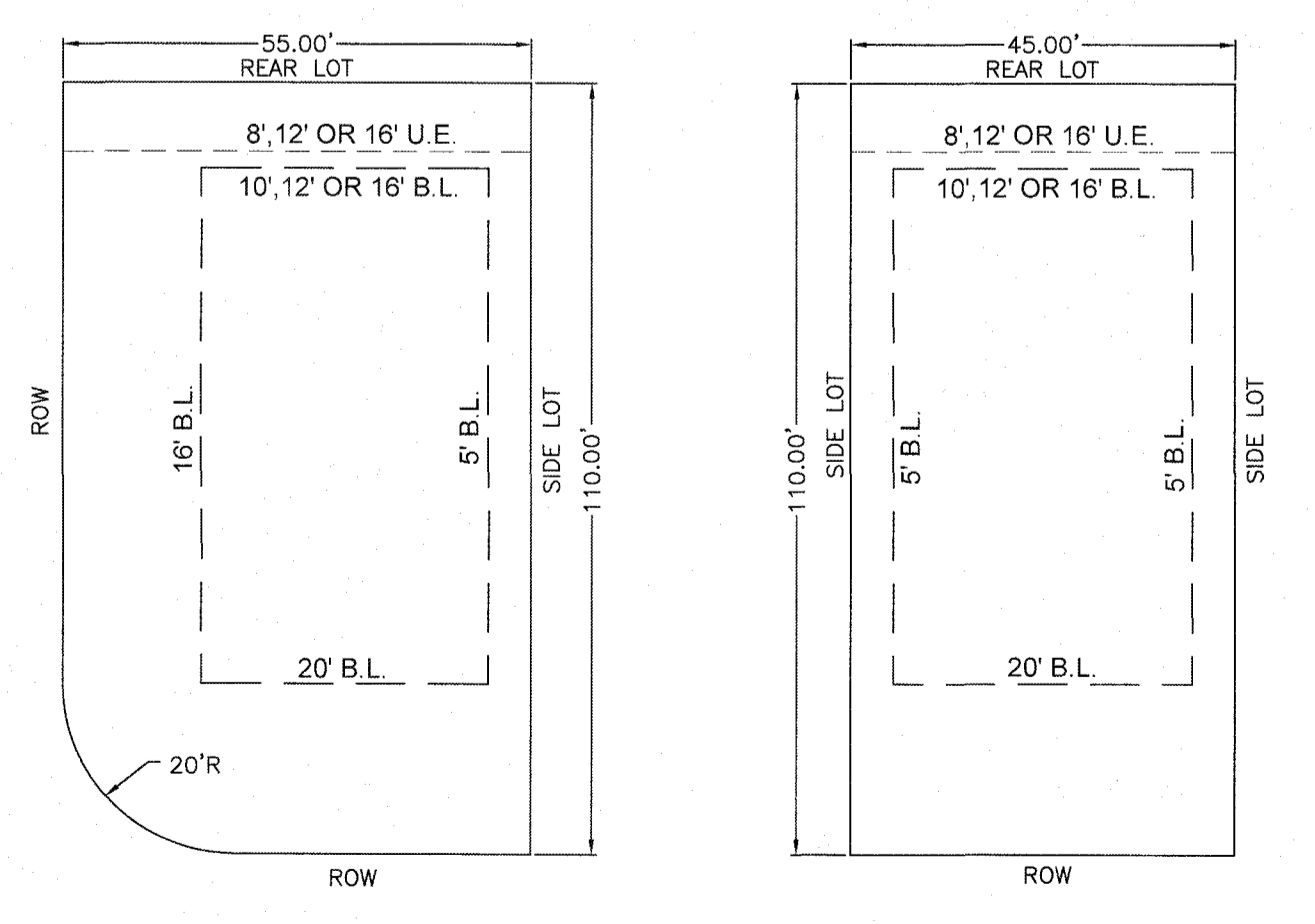 55.00'
REAR LOT
8',12' OR 16' U.E.
10',12' OR 16' B.L.
ROW
16' B.L.
5' B.L.
SIDE LOT
110.00'
20' B.L.
20'R
ROW
45.00'
REAR LOT
8',12' OR 16' U.E.
10',12' OR 16' B.L.
110.00'
SIDE LOT
5' B.L.
5' B.L.
SIDE LOT
20' B.L.
ROW